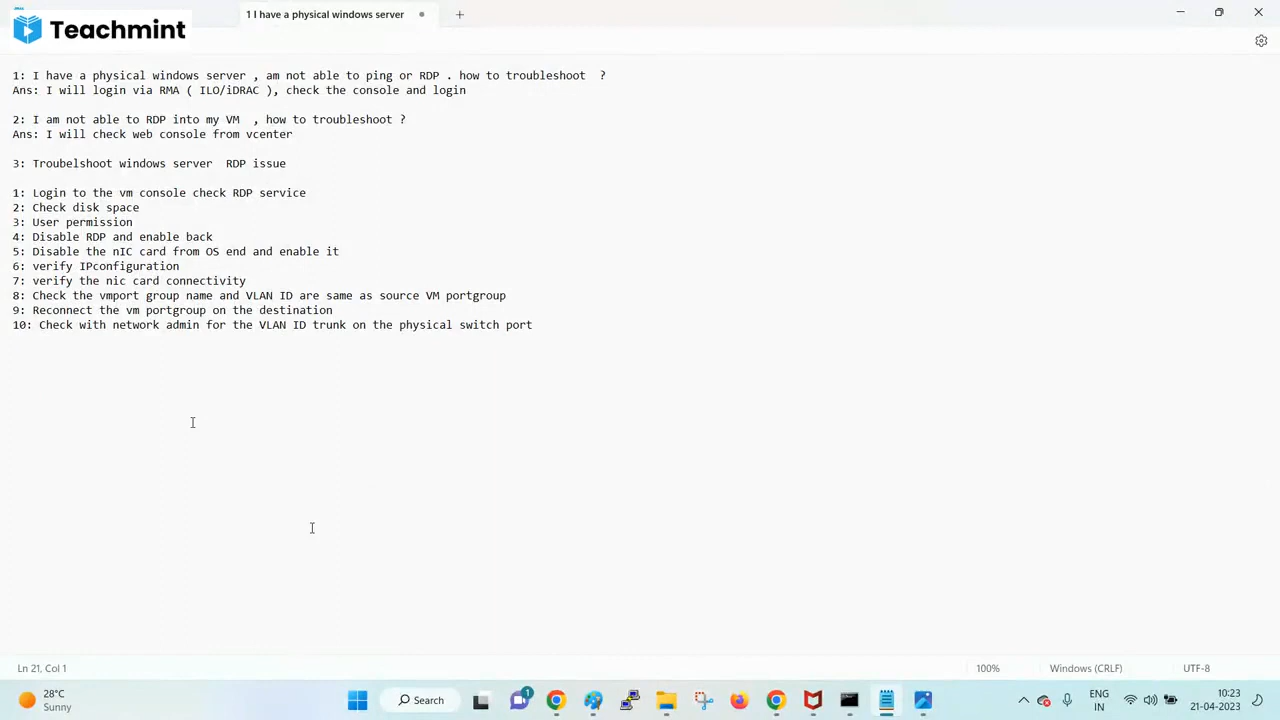 1 I have a physical windows server
Teachmint
1: I have a physical windows server , am not able to ping or RDP . how to troubleshoot ?
Ans: I will login via RMA ( ILO/iDRAC ), check the console and login
2: I am not able to RDP into my VM , how to troubleshoot ?
Ans: I will check web console from vcenter
3: Troubelshoot windows server RDP issue
1: Login to the vm console check RDP service
2: Check disk space
3: User permission
4: Disable RDP and enable back
5: Disable the nIC card from OS end and enable it
6: verify IPconfiguration
7: verify the nic card connectivity
8: Check the vmport group name and VLAN ID are same as source VM portgroup
9: Reconnect the vm portgroup on the destination
10: Check with network admin for the VLAN ID trunk on the physical switch port
Ln 21, Col 1
100%
Windows (CRLF)
UTF-8
28°C
Sunny
Search
1
ENG
IN
10:23
21-04-2023